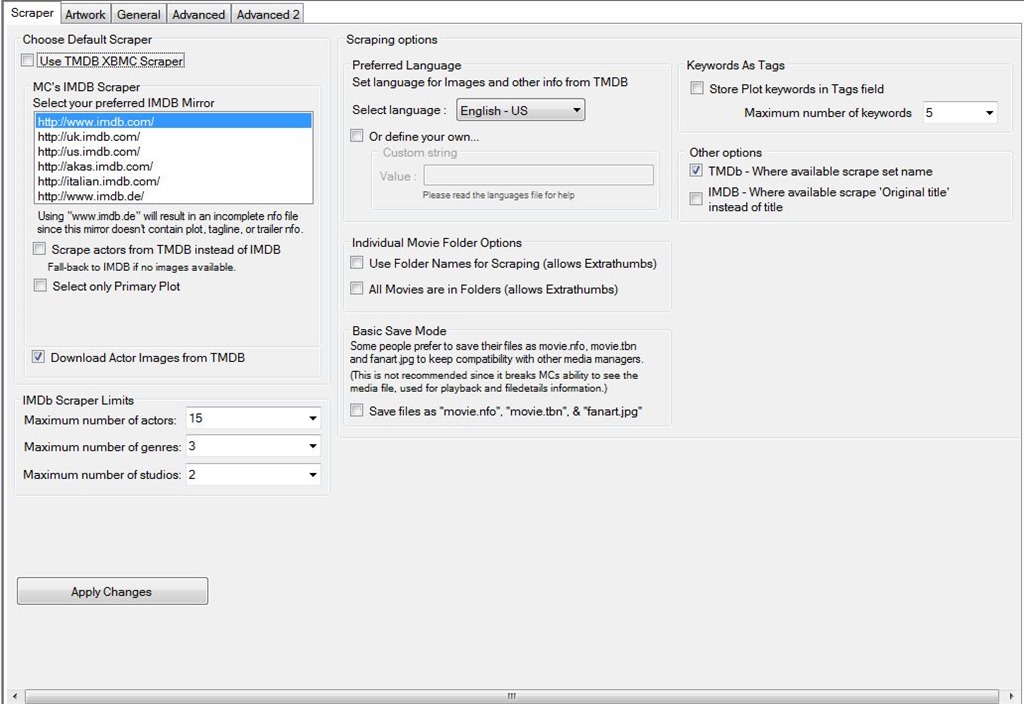 Scraper
Artwork
General
Advanced
Advanced 2
Choose Default Scraper
Use TMDB XBMC Scraper
MC's IMDB Scraper
Select your preferred IMDB Mirror
http://www.imdb.com/
http://uk.imdb.com/
http://us.imdb.com/
http://akas.imdb.com/
http://italian.imdb.com/
http://www.imdb.de/
Using "www.imdb.de" will result in an incomplete nfo file
since this mirror doesn't contain plot, tagline, or trailer nfo.
Scrape actors from TMDB instead of IMDB
Fall-back to IMDB if no images available.
Select only Primary Plot
Download Actor Images from TMDB
IMDb Scraper Limits
Maximum number of actors: 15
Maximum number of genres: 3
Maximum number of studios: 2
Apply Changes
Scraping options
Preferred Language
Set language for Images and other info from TMDB
Select language : English - US
Or define your own...
Custom string
Value :
Please read the languages file for help
Individual Movie Folder Options
Use Folder Names for Scraping (allows Extrathumbs)
All Movies are in Folders (allows Extrathumbs)
Basic Save Mode
Some people prefer to save their files as movie.nfo, movie.tbn
and fanart.jpg to keep compatibility with other media managers.
(This is not recommended since it breaks MCs ability to see the
media file, used for playback and filedetails information.)
Save files as "movie.nfo", "movie.tbn", & "fanart.jpg"
Keywords As Tags
Store Plot keywords in Tags field
Maximum number of keywords 5
Other options
TMDb - Where available scrape set name
IMDB - Where available scrape 'Original title'
instead of title